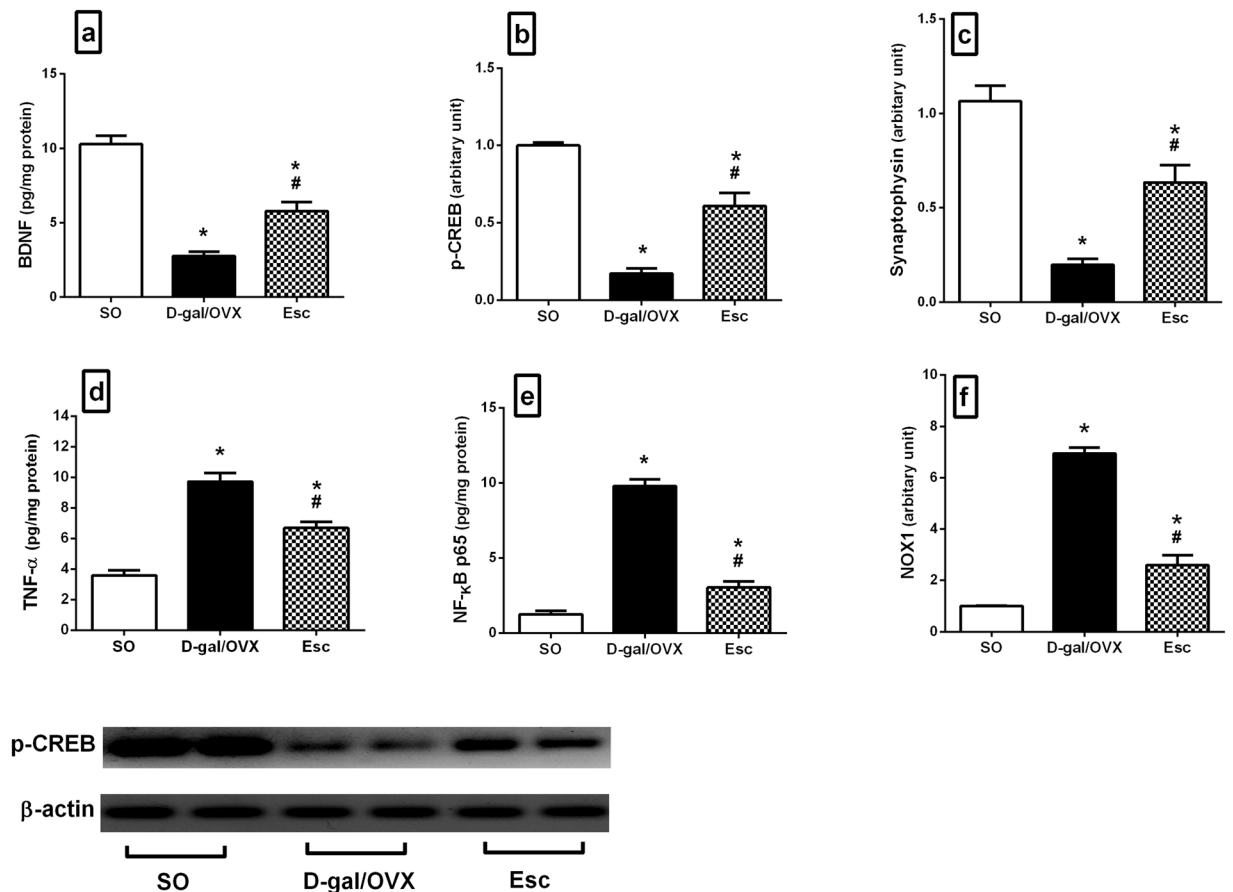 a
BDNF (pg/mg protein)
15
10
5
0
*
*
#
SO D-gal/OVX Esc
b
p-CREB (arbitary unit)
1.5
1.0
0.5
0.0
*
*
#
SO D-gal/OVX Esc
c
Synaptophysin (arbitary unit)
1.0
0.5
0.0
*
*
#
SO D-gal/OVX Esc
d
TNF-α (pg/mg protein)
14
12
10
8
6
4
2
0
*
*
#
SO D-gal/OVX Esc
e
NF-κB p65 (pg/mg protein)
15
10
5
0
*
*
#
SO D-gal/OVX Esc
f
NOX1 (arbitary unit)
10
8
6
4
2
0
*
*
#
SO D-gal/OVX Esc
p-CREB
β-actin
SO D-gal/OVX Esc